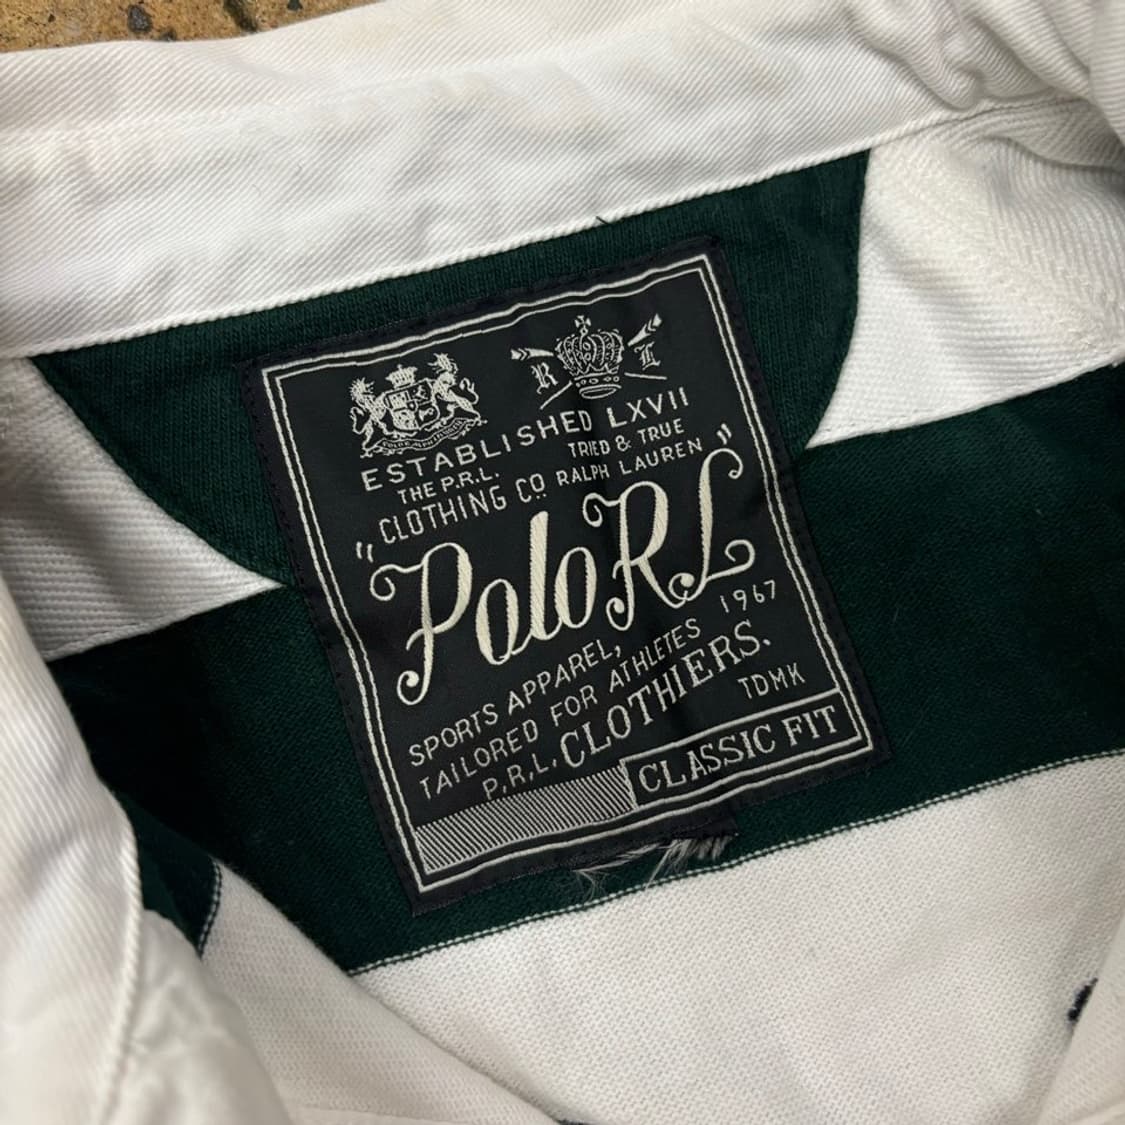 R L
ESTABLISHED LXVII
THE P.R.L. TRIED & TRUE
"CLOTHING CO. RALPH LAUREN"
Polo RL
1967
SPORTS APPAREL,
TAILORED FOR ATHLETES
P.R.L. CLOTHIERS.
TDMK
CLASSIC FIT